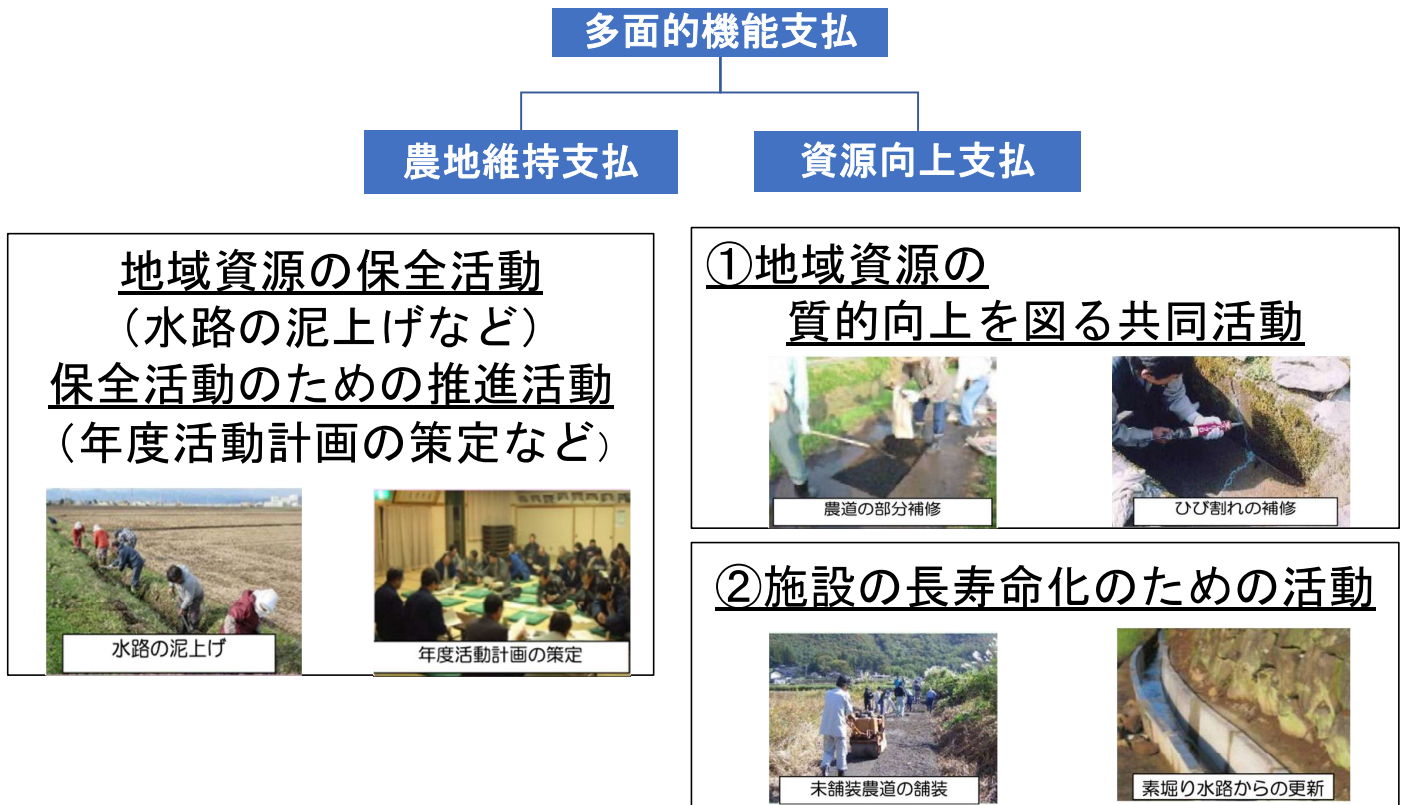 多面的機能支払
農地維持支払
資源向上支払
地域資源の保全活動
（水路の泥上げなど）
保全活動のための推進活動
（年度活動計画の策定など）
水路の泥上げ
年度活動計画の策定
①地域資源の
質的向上を図る共同活動
農道の部分補修
ひび割れの補修
②施設の長寿命化のための活動
未舗装農道の舗装
素堀り水路からの更新